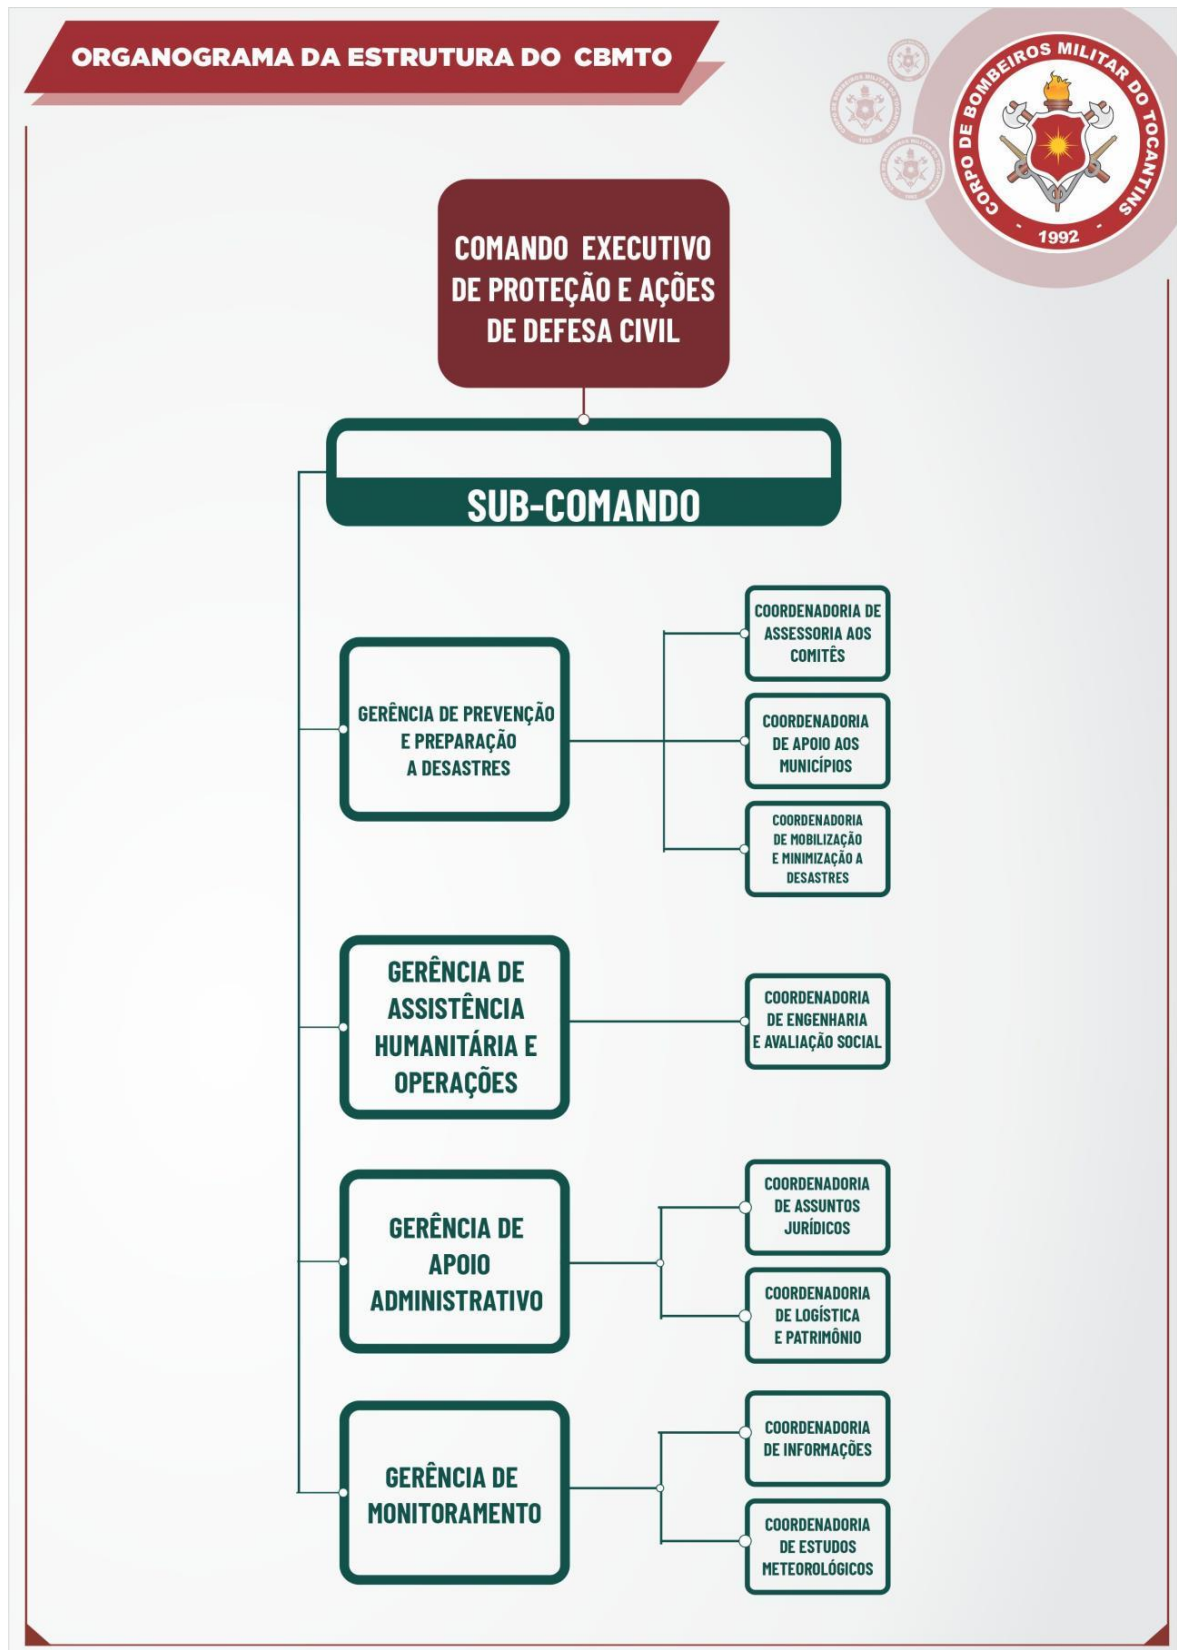 ORGANOGRAMA DA ESTRUTURA DO CBMTO
CORPO DE BOMBEIROS MILITAR DO TOCANTINS
- 1992 -
COMANDO EXECUTIVO
DE PROTEÇÃO E AÇÕES
DE DEFESA CIVIL
SUB-COMANDO
GERÊNCIA DE PREVENÇÃO
E PREPARAÇÃO
A DESASTRES
COORDENADORIA DE
ASSESSORIA AOS
COMITÊS
COORDENADORIA
DE APOIO AOS
MUNICÍPIOS
COORDENADORIA
DE MOBILIZAÇÃO
E MINIMIZAÇÃO A
DESASTRES
GERÊNCIA DE
ASSISTÊNCIA
HUMANITÁRIA E
OPERAÇÕES
COORDENADORIA
DE ENGENHARIA
E AVALIAÇÃO SOCIAL
GERÊNCIA DE
APOIO
ADMINISTRATIVO
COORDENADORIA
DE ASSUNTOS
JURÍDICOS
COORDENADORIA
DE LOGÍSTICA
E PATRIMÔNIO
GERÊNCIA DE
MONITORAMENTO
COORDENADORIA
DE INFORMAÇÕES
COORDENADORIA
DE ESTUDOS
METEOROLÓGICOS